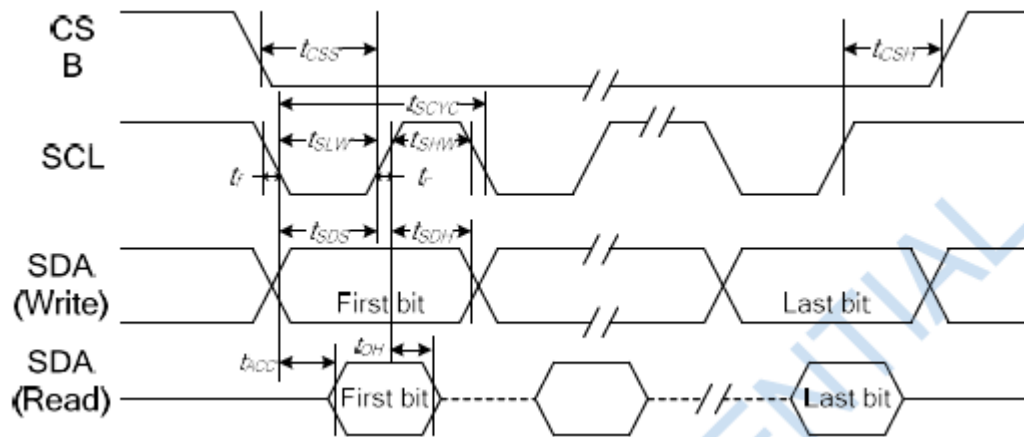 CS
B
tCSS
tCSH
tSCYC
SCL
tSLW
tSHW
tf
tr
tSDS
tSDH
SDA
(Write)
First bit
Last bit
SDA
(Read)
tACC
tOH
First bit
Last bit
ENTIAL